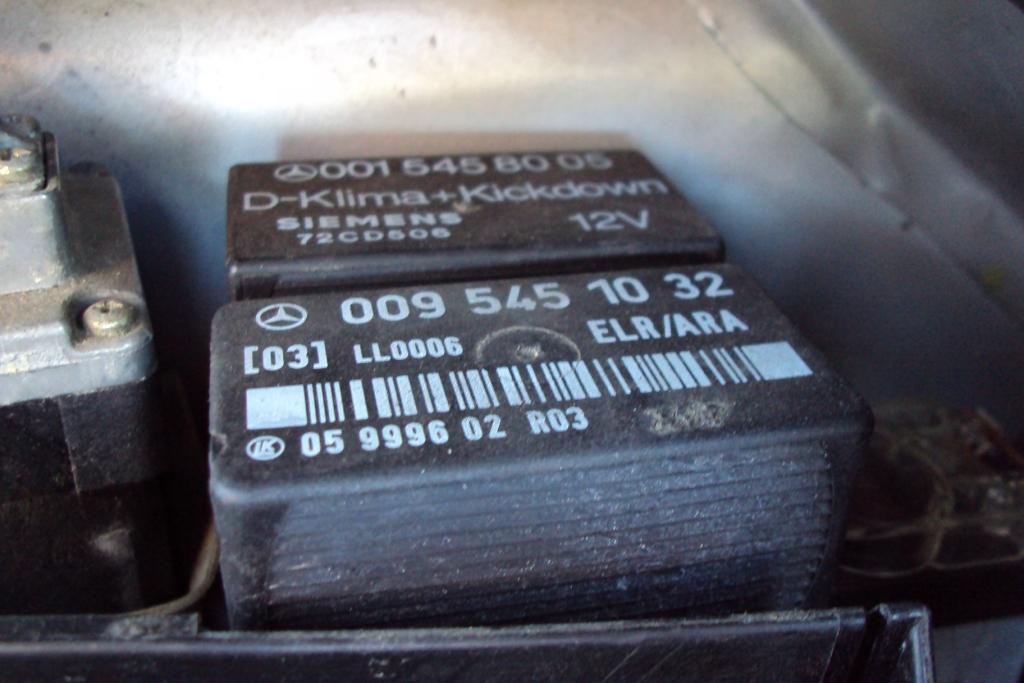 001 545 80 05
D-Klima+Kickdown
SIEMENS 12V
72CD506
009 545 10 32
[03] LL0006 ELR/ARA
LK 05 9996 02 R03